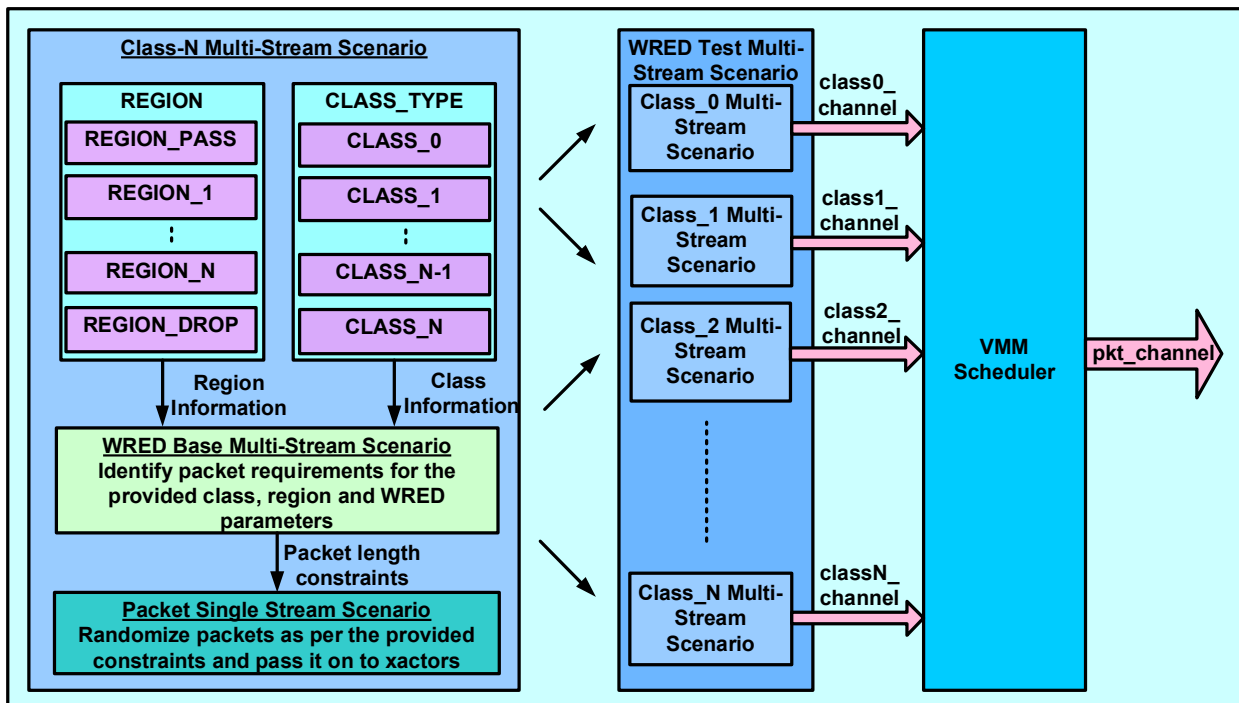 Class-N Multi-Stream Scenario
REGION
REGION_PASS
REGION_1
REGION_N
REGION_DROP
CLASS_TYPE
CLASS_0
CLASS_1
CLASS_N-1
CLASS_N
Region
Information
Class
Information
WRED Base Multi-Stream Scenario
Identify packet requirements for the
provided class, region and WRED
parameters
Packet length
constraints
Packet Single Stream Scenario
Randomize packets as per the provided
constraints and pass it on to xactors
WRED Test Multi-
Stream Scenario
Class_0 Multi-
Stream
Scenario
Class_1 Multi-
Stream
Scenario
Class_2 Multi-
Stream
Scenario
Class_N Multi-
Stream
Scenario
class0_
channel
class1_
channel
class2_
channel
classN_
channel
VMM
Scheduler
pkt_channel